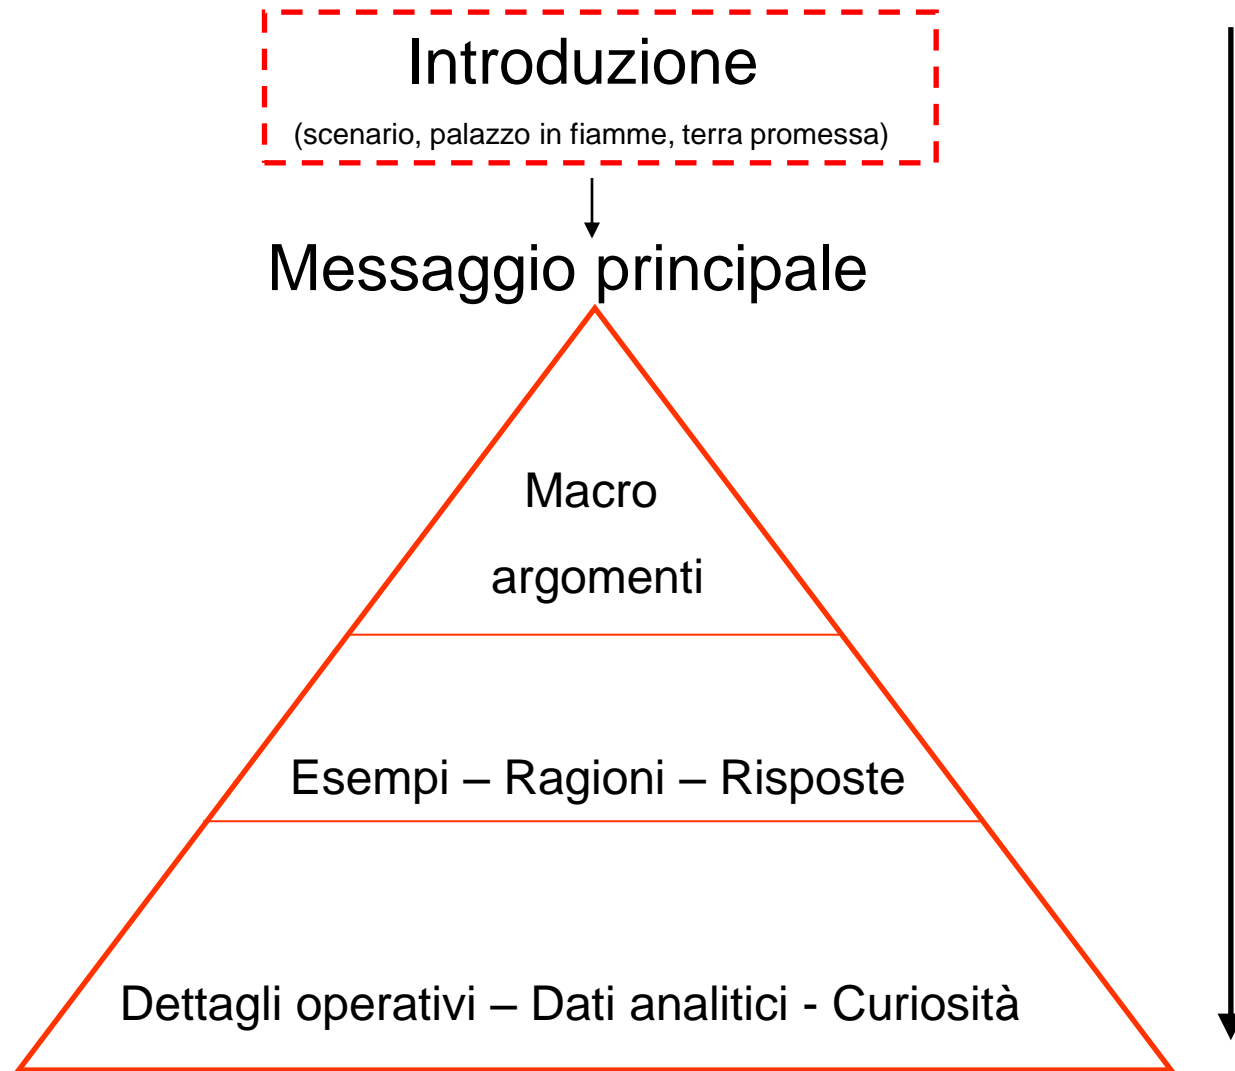 Introduzione
(scenario, palazzo in fiamme, terra promessa)
Messaggio principale
Macro
argomenti
Esempi – Ragioni – Risposte
Dettagli operativi – Dati analitici - Curiosità